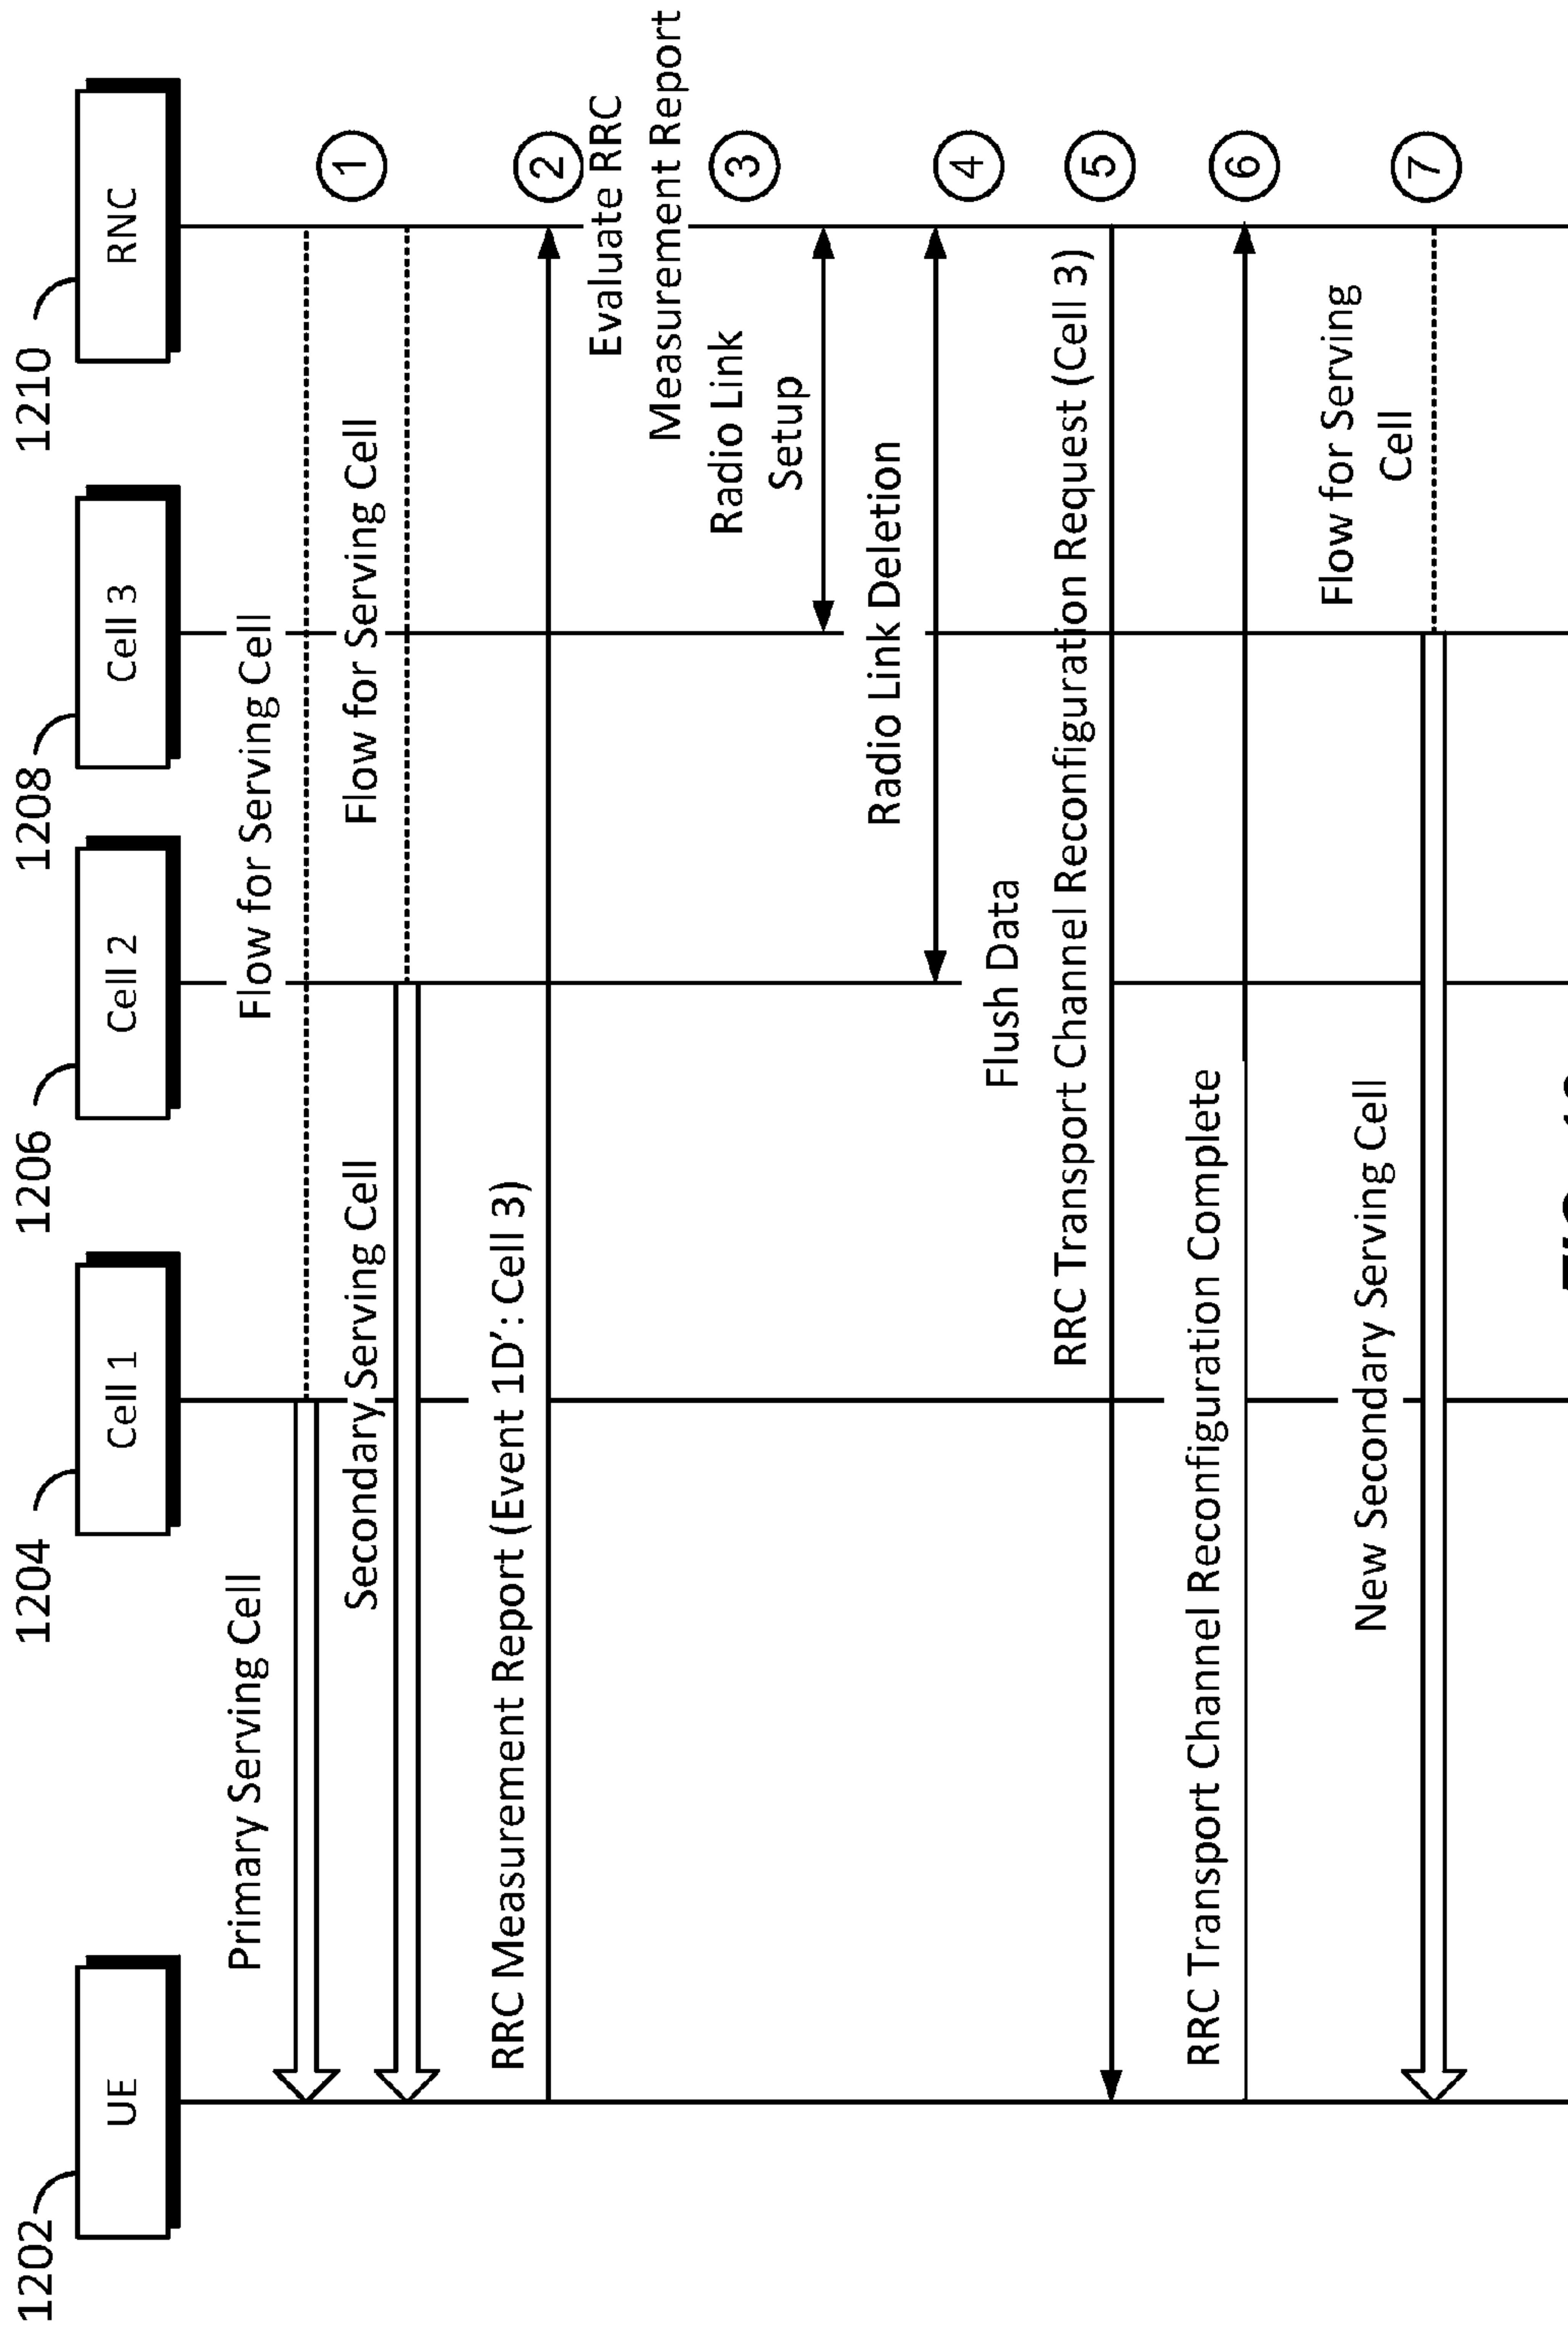 1202
1204
1206
1208
1210
UE
Cell 1
Cell 2
Cell 3
RNC
Primary Serving Cell
Flow for Serving Cell
Secondary Serving Cell
Flow for Serving Cell
1
RRC Measurement Report (Event 1D′: Cell 3)
2
Evaluate RRC
Measurement Report
Radio Link
Setup
3
Radio Link Deletion
4
Flush Data
RRC Transport Channel Reconfiguration Request (Cell 3)
5
RRC Transport Channel Reconfiguration Complete
6
New Secondary Serving Cell
Flow for Serving
Cell
7